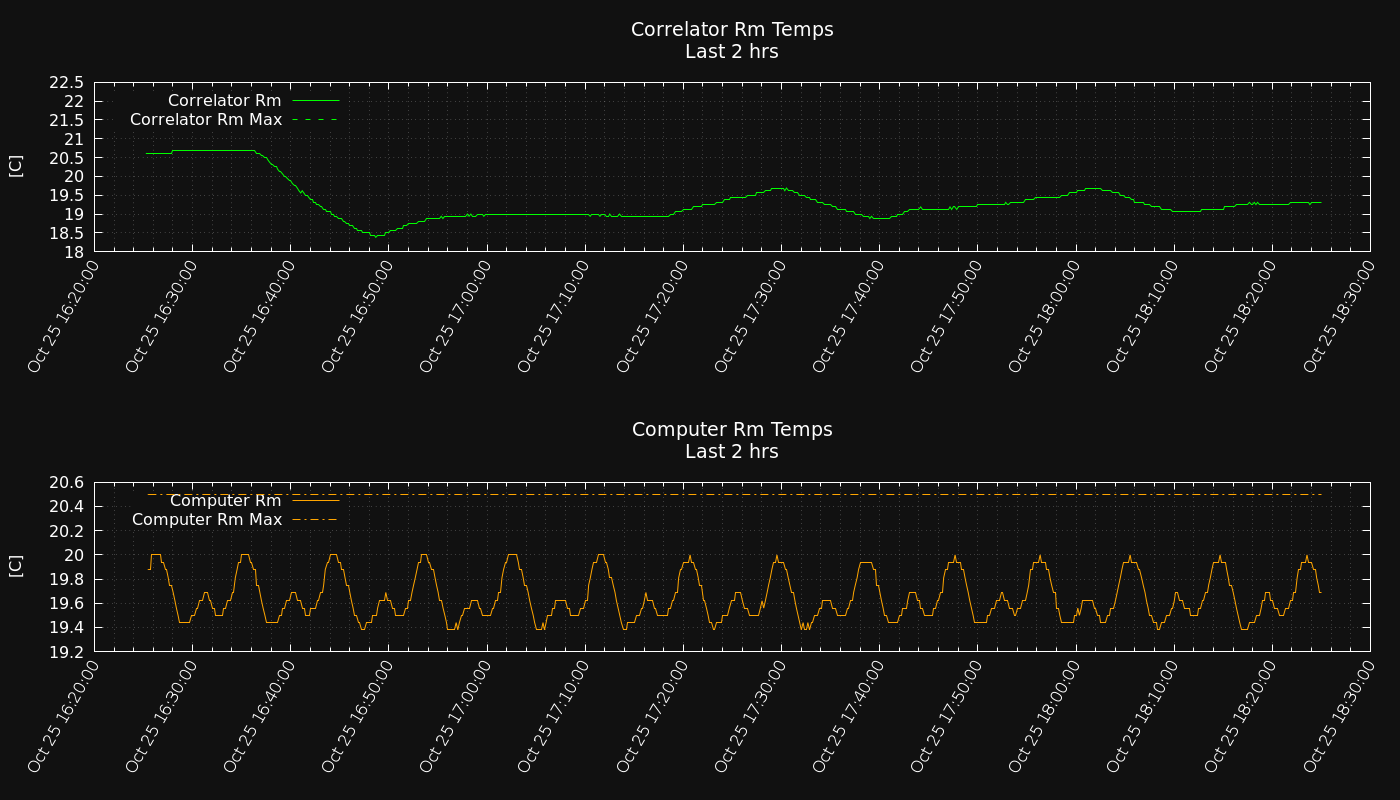 Correlator Rm Temps
Last 2 hrs
22.5
22
21.5
21
20.5
20
19.5
19
18.5
18
[C]
Correlator Rm
Correlator Rm Max
Oct 25 16:20:00
Oct 25 16:30:00
Oct 25 16:40:00
Oct 25 16:50:00
Oct 25 17:00:00
Oct 25 17:10:00
Oct 25 17:20:00
Oct 25 17:30:00
Oct 25 17:40:00
Oct 25 17:50:00
Oct 25 18:00:00
Oct 25 18:10:00
Oct 25 18:20:00
Oct 25 18:30:00
Computer Rm Temps
Last 2 hrs
20.6
20.4
20.2
20
19.8
19.6
19.4
19.2
[C]
Computer Rm
Computer Rm Max
Oct 25 16:20:00
Oct 25 16:30:00
Oct 25 16:40:00
Oct 25 16:50:00
Oct 25 17:00:00
Oct 25 17:10:00
Oct 25 17:20:00
Oct 25 17:30:00
Oct 25 17:40:00
Oct 25 17:50:00
Oct 25 18:00:00
Oct 25 18:10:00
Oct 25 18:20:00
Oct 25 18:30:00